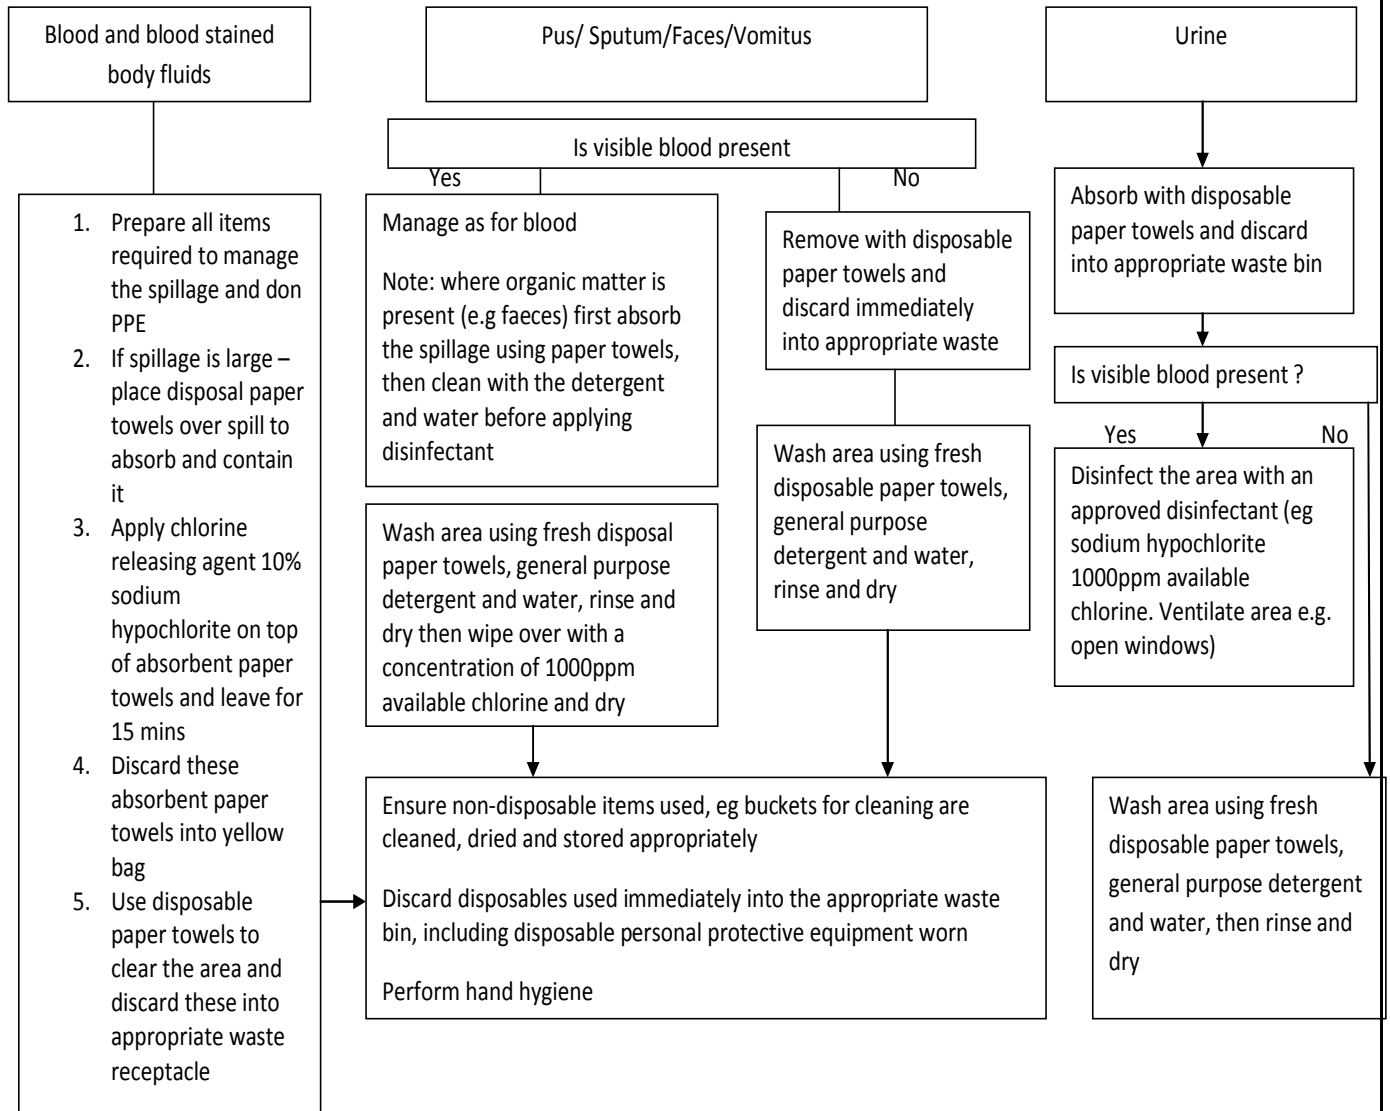 Blood and blood stained
body fluids
Pus/ Sputum/Faces/Vomitus
Urine
Is visible blood present
Yes
No
1. Prepare all items
required to manage
the spillage and don
PPE
2. If spillage is large –
place disposal paper
towels over spill to
absorb and contain
it
3. Apply chlorine
releasing agent 10%
sodium
hypochlorite on top
of absorbent paper
towels and leave for
15 mins
4. Discard these
absorbent paper
towels into yellow
bag
5. Use disposable
paper towels to
clear the area and
discard these into
appropriate waste
receptacle
Manage as for blood
Note: where organic matter is
present (e.g faeces) first absorb
the spillage using paper towels,
then clean with the detergent
and water before applying
disinfectant
Wash area using fresh disposal
paper towels, general purpose
detergent and water, rinse and
dry then wipe over with a
concentration of 1000ppm
available chlorine and dry
Remove with disposable
paper towels and
discard immediately
into appropriate waste
Wash area using fresh
disposable paper towels,
general purpose
detergent and water,
rinse and dry
Absorb with disposable
paper towels and discard
into appropriate waste bin
Is visible blood present ?
Yes
No
Disinfect the area with an
approved disinfectant (eg
sodium hypochlorite
1000ppm available
chlorine. Ventilate area e.g.
open windows)
Ensure non-disposable items used, eg buckets for cleaning are
cleaned, dried and stored appropriately
Discard disposables used immediately into the appropriate waste
bin, including disposable personal protective equipment worn
Perform hand hygiene
Wash area using fresh
disposable paper towels,
general purpose detergent
and water, then rinse and
dry